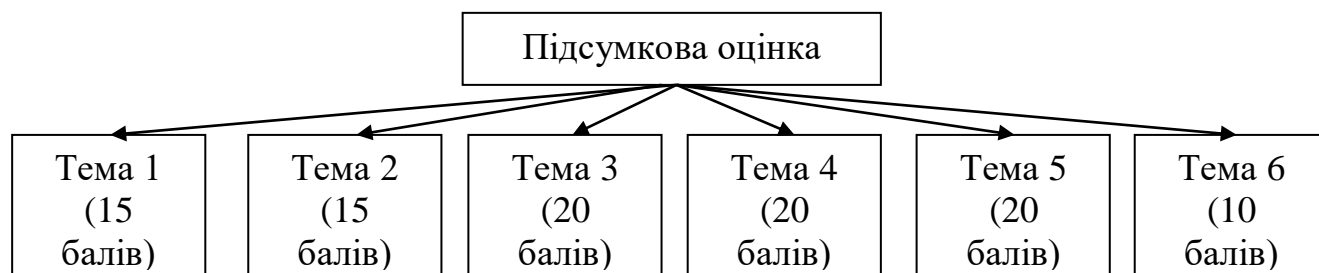 Підсумкова оцінка
Тема 1
(15
балів)
Тема 2
(15
балів)
Тема 3
(20
балів)
Тема 4
(20
балів)
Тема 5
(20
балів)
Тема 6
(10
балів)